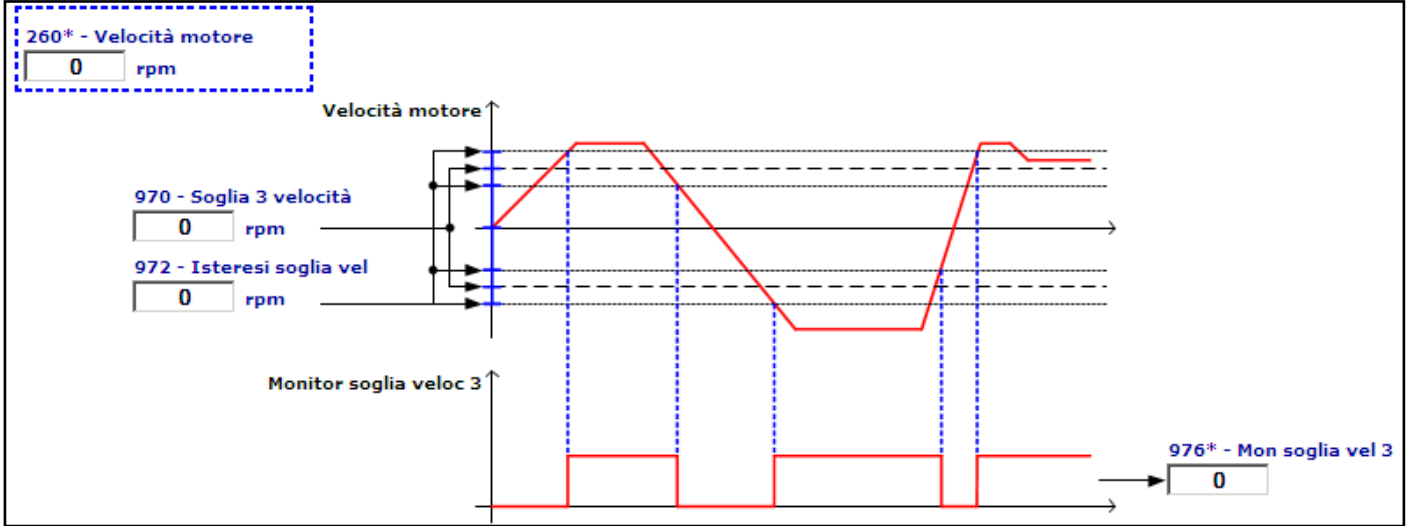 260* - Velocità motore
0 rpm
Velocità motore
970 - Soglia 3 velocità
0 rpm
972 - Isteresi soglia vel
0 rpm
Monitor soglia veloc 3
976* - Mon soglia vel 3
0